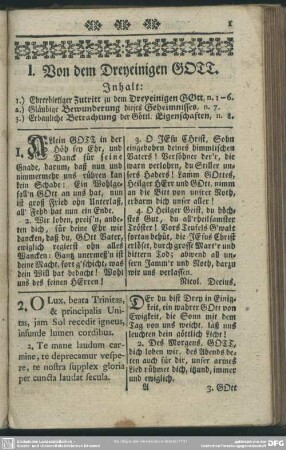 1
I. Von dem Dreyeinigen GOTT.
Inhalt:
1.) Ehrerbietiger Zutritt zu dem Dreyeinigen GOtt, n. 1-6.
2.) Gläubige Bewunderung dieses Geheimnisses, n. 7.
3.) Erbauliche Betrachtung der Göttl. Eigenschaften, n. 8.
1. Allein GOTT in der
Höh sey Ehr, und
Danck für seine
Gnade, darum, daß nun und
nimmermehr uns rühren kan
kein Schade: Ein Wohlgefalln
GOtt an uns hat, nun
ist groß Fried ohn Unterlaß,
all' Fehd hat nun ein Ende.
2. Wir loben, preis'n, anbeten
dich, für deine Ehr wir
dancken, daß du, GOtt Vater,
ewiglich regierst ohn alles
Wancken: Gantz unermeß'n ist
deine Macht, fort g'schicht, was
dein Will hat bedacht! Wohl
uns des feinen HErren!
3. O JEsu Christ, Sohn
eingebohrn deines himmlischen
Vaters! Versöhner der'r, die
warn verlohrn, du Stiller unsers
Haders! Lamm GOttes,
Heilger HErr und GOtt, nimm
an die Bitt von unsrer Noth,
erbarm dich unser aller!
4. O Heilger Geist, du höchstes
Gut, du all'rheilsamster
Tröster! Vors Teufels G'walt
fortan behüt, die JEsus Christ
erlöset, durch grosse Mart'r und
bittern Tod; abwend all unsern
Jamm'r und Noth, darzu
wir uns verlassen.
Nicol. Decius.
2. O Lux, beata Trinitas,
& principalis Unitas,
jam Sol recedit igneus,
infunde lumen cordibus.
2. Te mane laudum carmine,
te deprecamur vespere,
te nostra supplex gloria
per cuncta laudat secula.
DEr du bist Drey in Einigkeit,
ein wahrer GOtt von
Ewigkeit, die Sonn mit dem
Tag von uns weicht, laß uns
leuchten dein göttlich Licht!
2. Des Morgens, GOTT,
dich loben wir, des Abends beten
auch für dir, unser armes
Lied rühmet dich, itzund, immer
und ewiglich.
A
3. GOtt